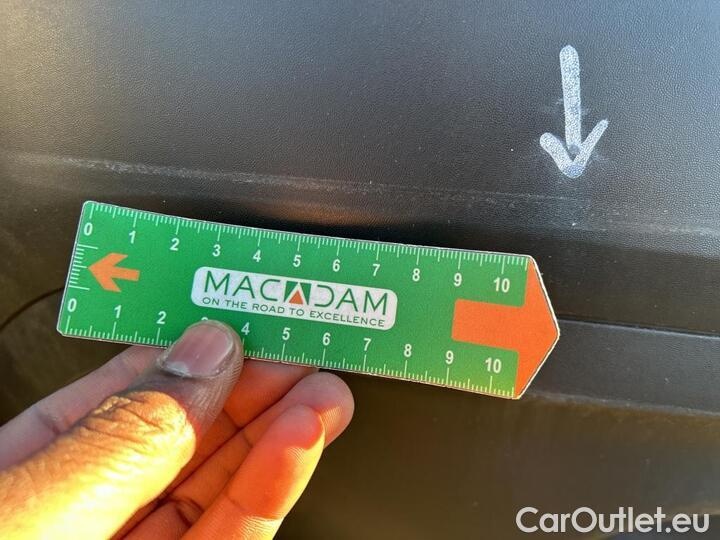 0 1 2 3 4 5 6 7 8 9 10
MACADAM
ON THE ROAD TO EXCELLENCE
0 1 2 3 4 5 6 7 8 9 10
CarOutlet.eu